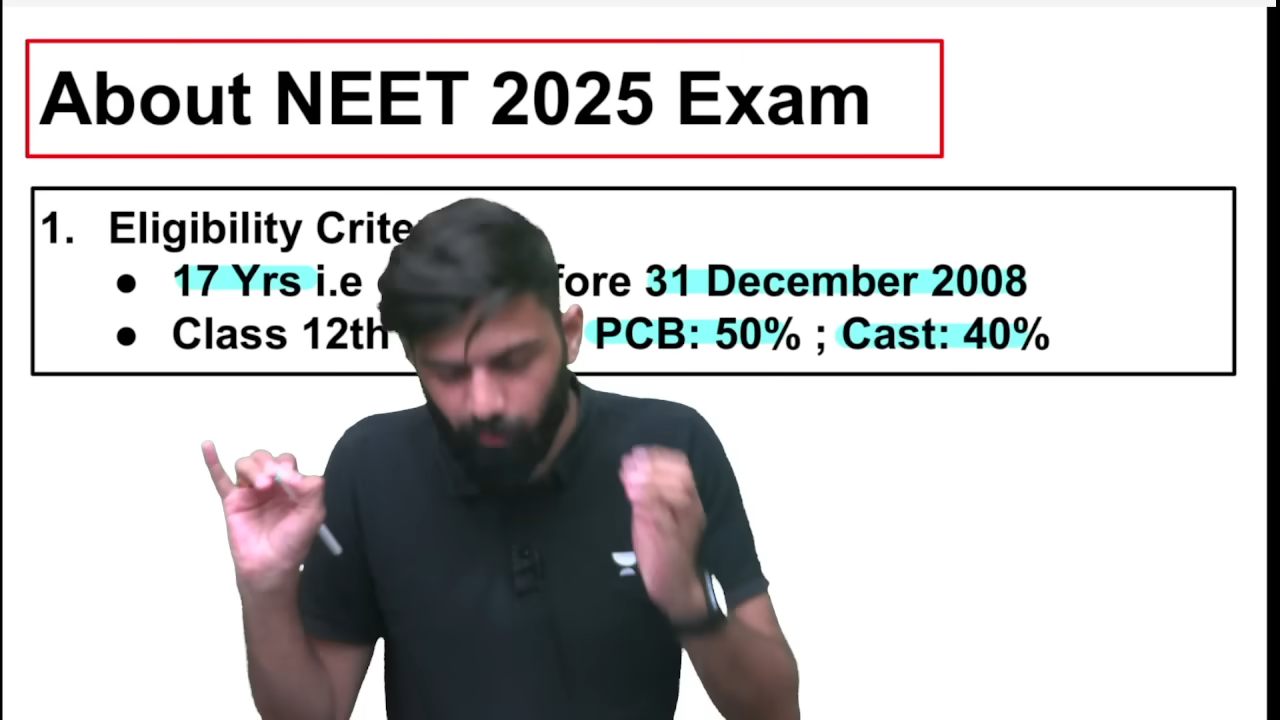 About NEET 2025 Exam
1. Eligibility Crite
● 17 Yrs i.e fore 31 December 2008
● Class 12th PCB: 50% ; Cast: 40%